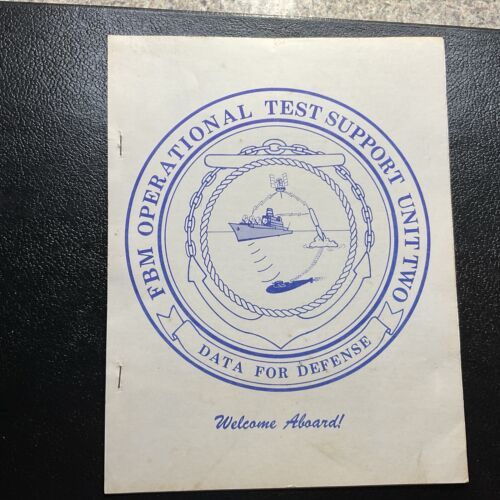 FBM OPERATIONAL TEST SUPPORT UNIT TWO
DATA FOR DEFENSE
Welcome Aboard!